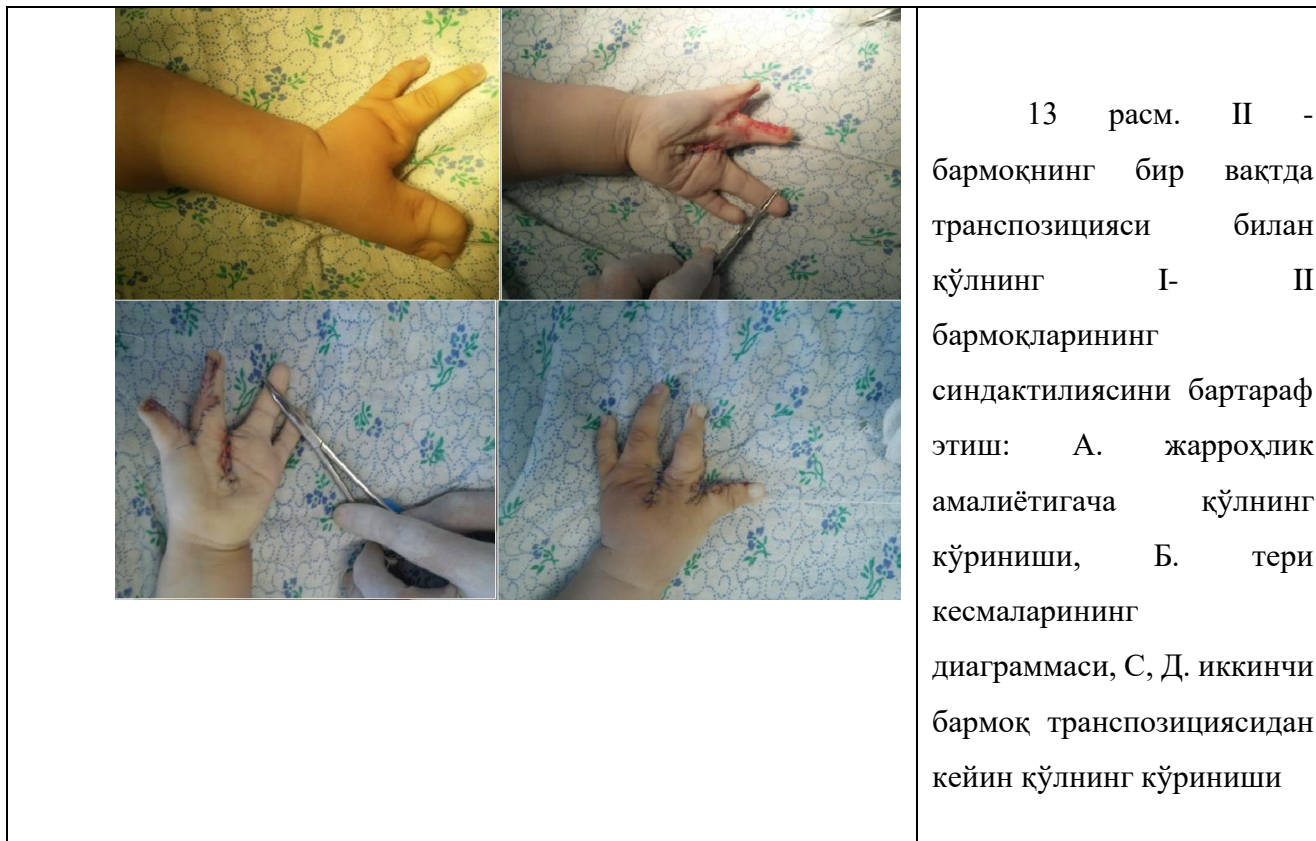 13 расм. II -
бармоқнинг бир вақтда
транспозицияси билан
қўлнинг I- II
бармоқларининг
синдактилиясини бартараф
этиш: А. жарроҳлик
амалиётигача қўлнинг
кўриниши, Б. тери
кесмаларининг
диаграммаси, С, Д. иккинчи
бармоқ транспозициясидан
кейин қўлнинг кўриниши